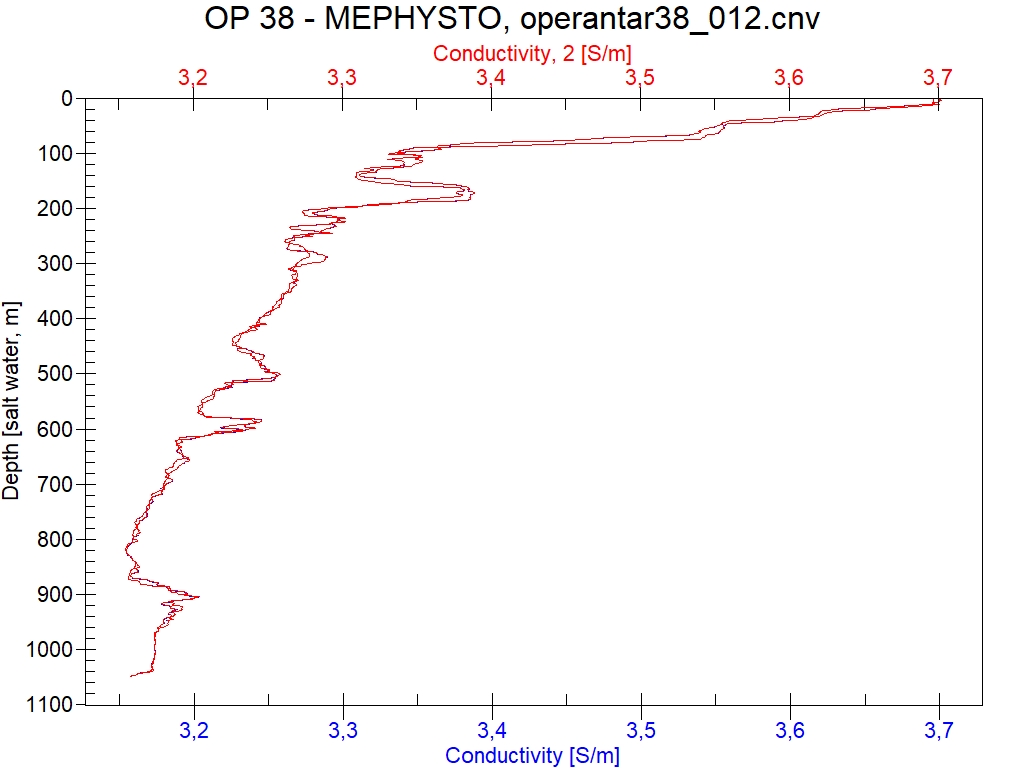 OP 38 - MEPHYSTO, operantar38_012.cnv
Conductivity, 2 [S/m]
3,2 3,3 3,4 3,5 3,6 3,7
0
100
200
300
400
500
600
700
800
900
1000
1100
Depth [salt water, m]
3,2 3,3 3,4 3,5 3,6 3,7
Conductivity [S/m]